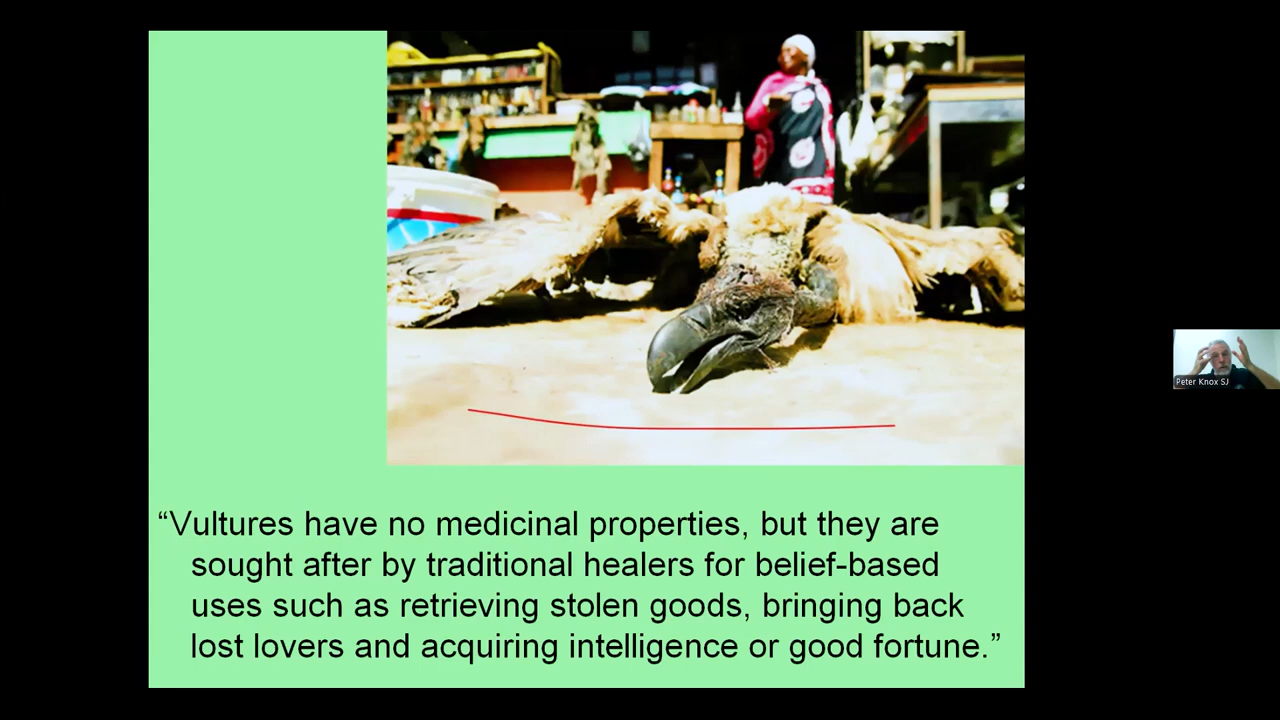 “Vultures have no medicinal properties, but they are
sought after by traditional healers for belief-based
uses such as retrieving stolen goods, bringing back
lost lovers and acquiring intelligence or good fortune.”
Peter Knox SJ